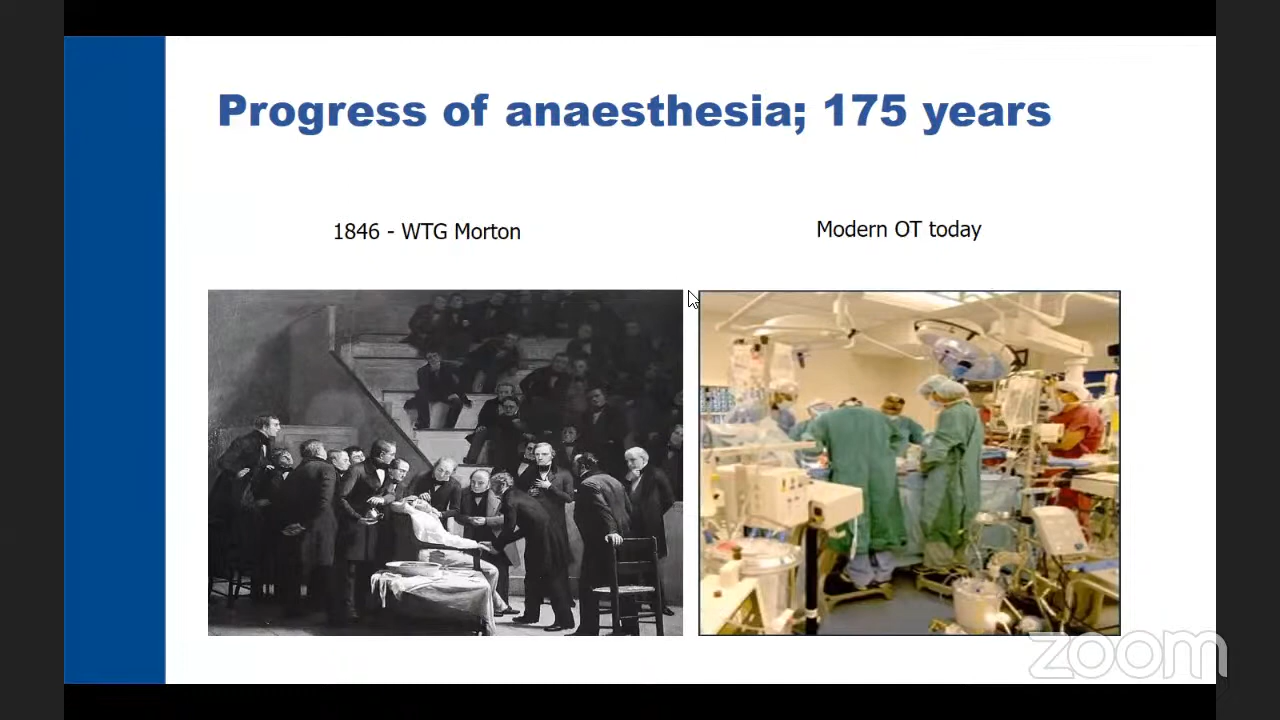 Progress of anaesthesia; 175 years
1846 - WTG Morton
Modern OT today
zoom